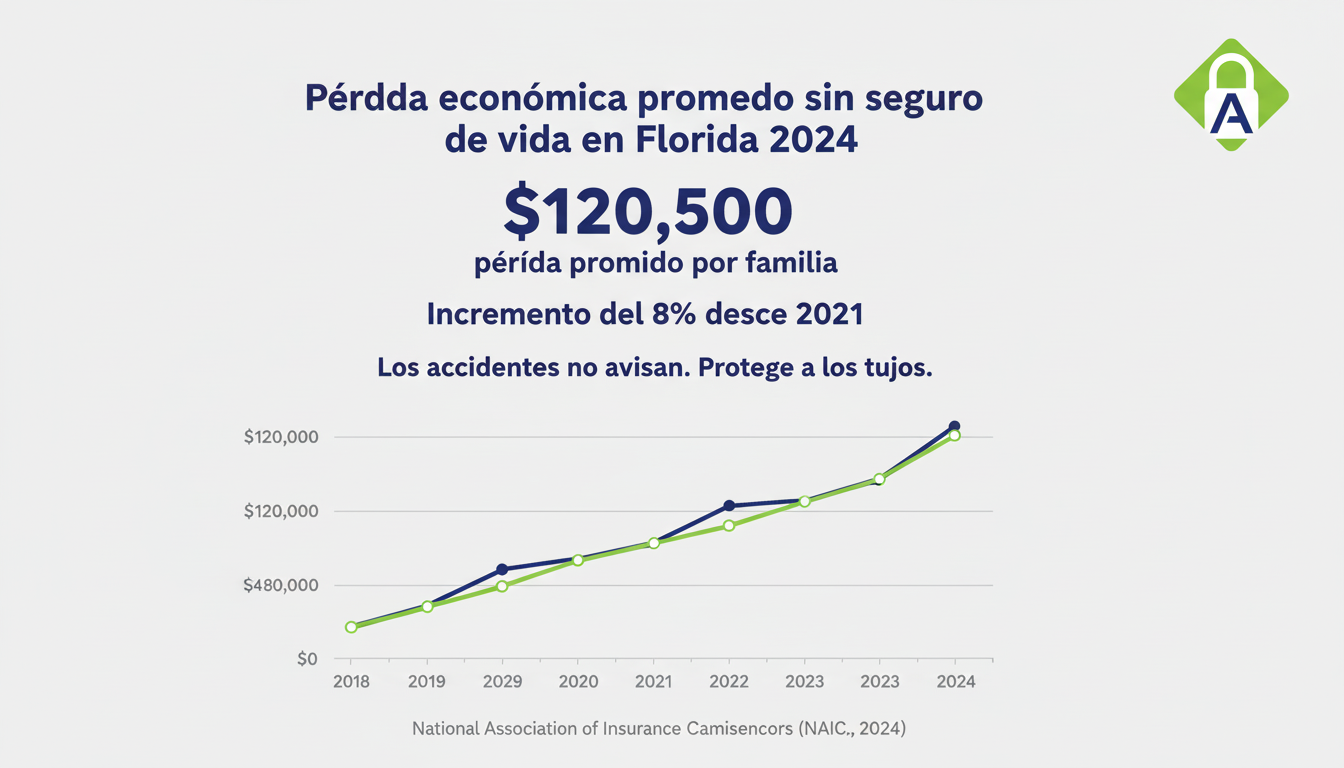 Pérdda económica promedo sin seguro
de vida en Florida 2024
$120,500
péríde promido por familia
Incremento del 8% desce 2021
Los accidentes no avisan. Protege a los tujos.
$120,000
$120,000
$480,000
$0
2018 2019 2029 2020 2021 2022 2023 2023 2024
National Association of Insurance Camisencors (NAIC., 2024)
A